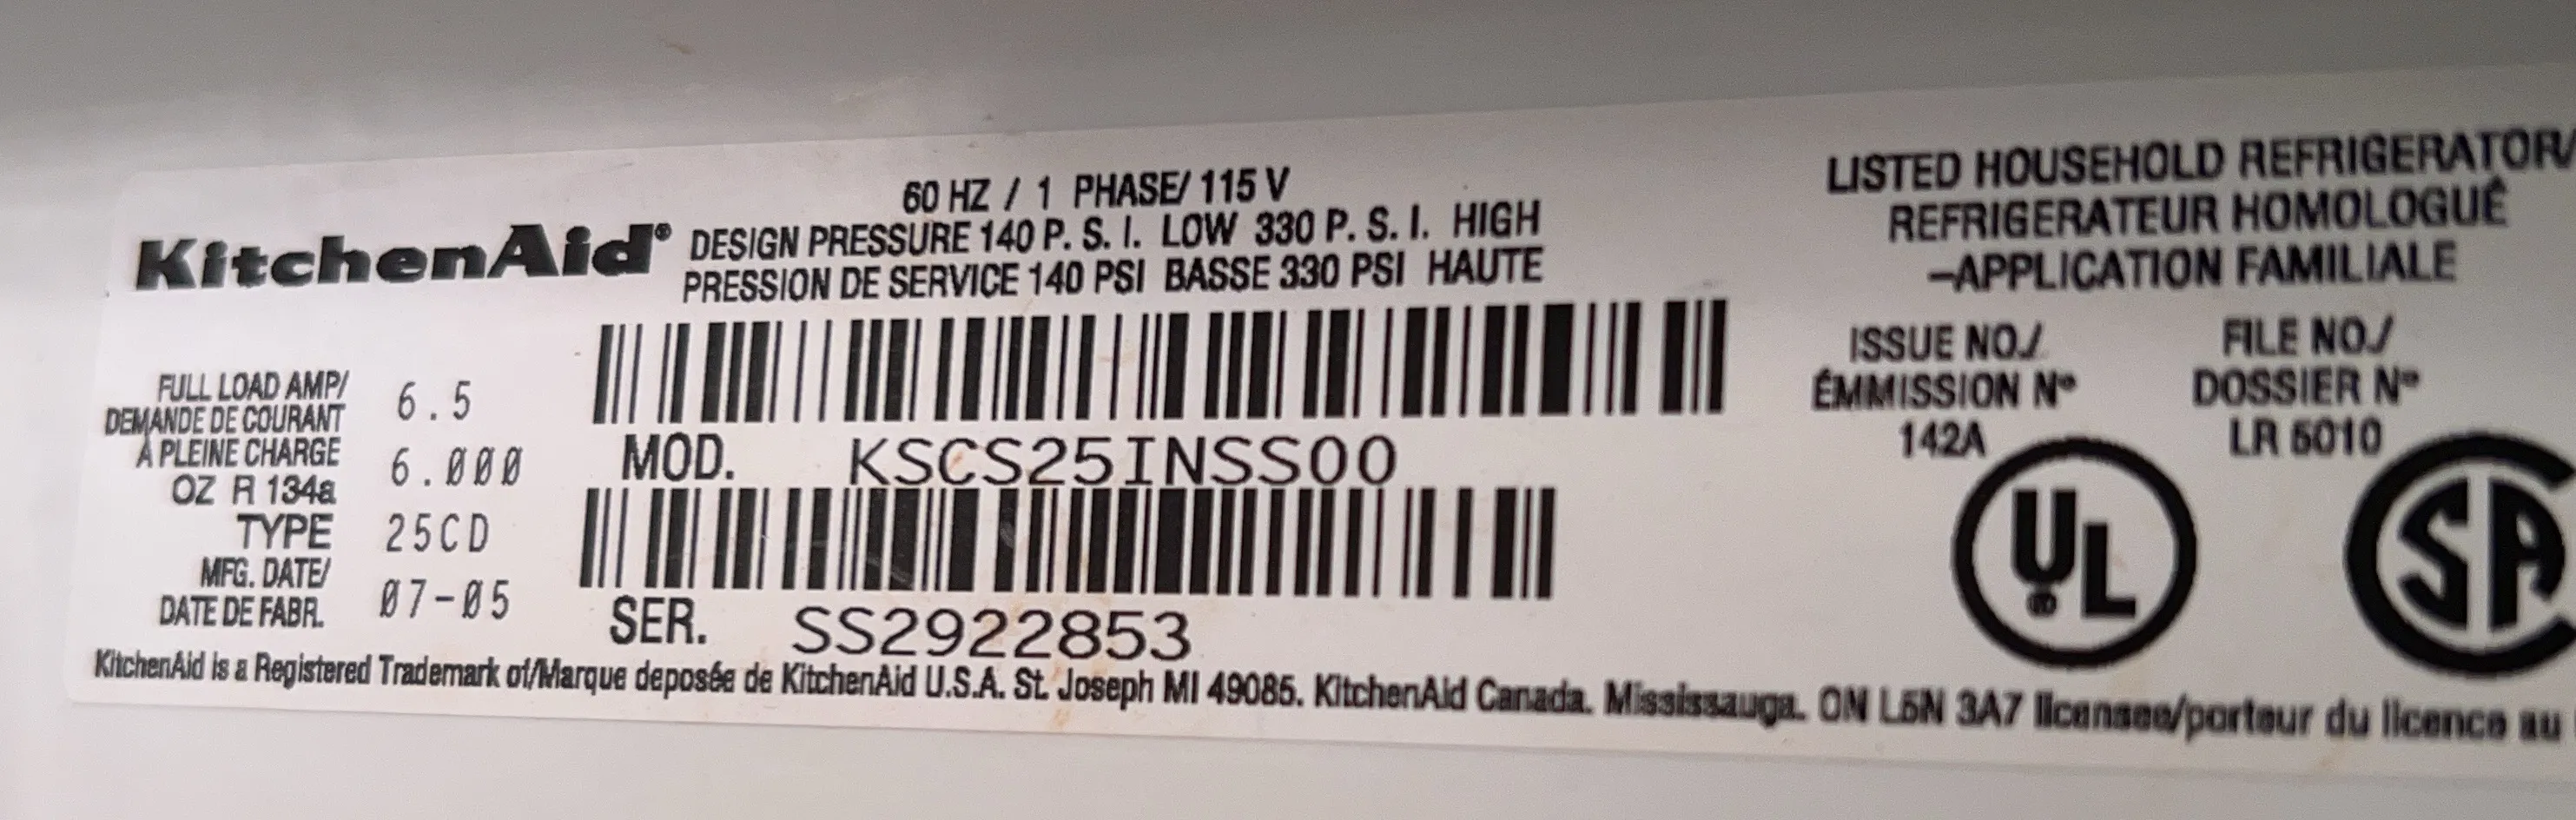 60 HZ / 1 PHASE/ 115 V
KitchenAid® DESIGN PRESSURE 140 P. S. I. LOW 330 P. S. I. HIGH
PRESSION DE SERVICE 140 PSI BASSE 330 PSI HAUTE
FULL LOAD AMP/
DEMANDE DE COURANT
À PLEINE CHARGE
6.5
OZ R 134a 6.000
TYPE 25CD
MFG. DATE/
DATE DE FABR.
07-05
MOD. KSCS25INSS00
SER. SS2922853
LISTED HOUSEHOLD REFRIGERATOR/
REFRIGERATEUR HOMOLOGUÉ
-APPLICATION FAMILIALE
ISSUE NO./
ÉMMISSION Nº
142A
FILE NO./
DOSSIER Nº
LR 5010
UL ®
SA
KitchenAid is a Registered Trademark of/Marque deposée de KitchenAid U.S.A. St. Joseph MI 49085. KitchenAid Canada. Mississauga. ON L5N 3A7 licensee/porteur du licence au